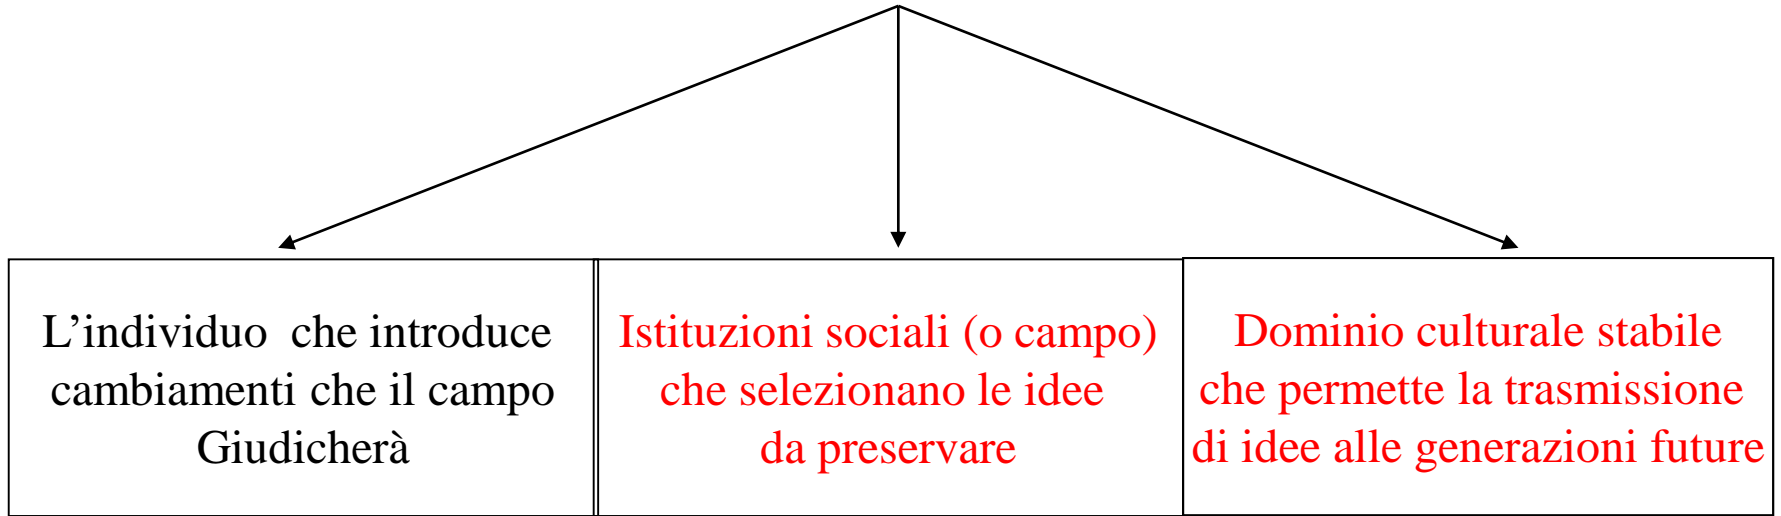 L’individuo che introduce
cambiamenti che il campo
Giudicherà
Istituzioni sociali (o campo)
che selezionano le idee
da preservare
Dominio culturale stabile
che permette la trasmissione
di idee alle generazioni future